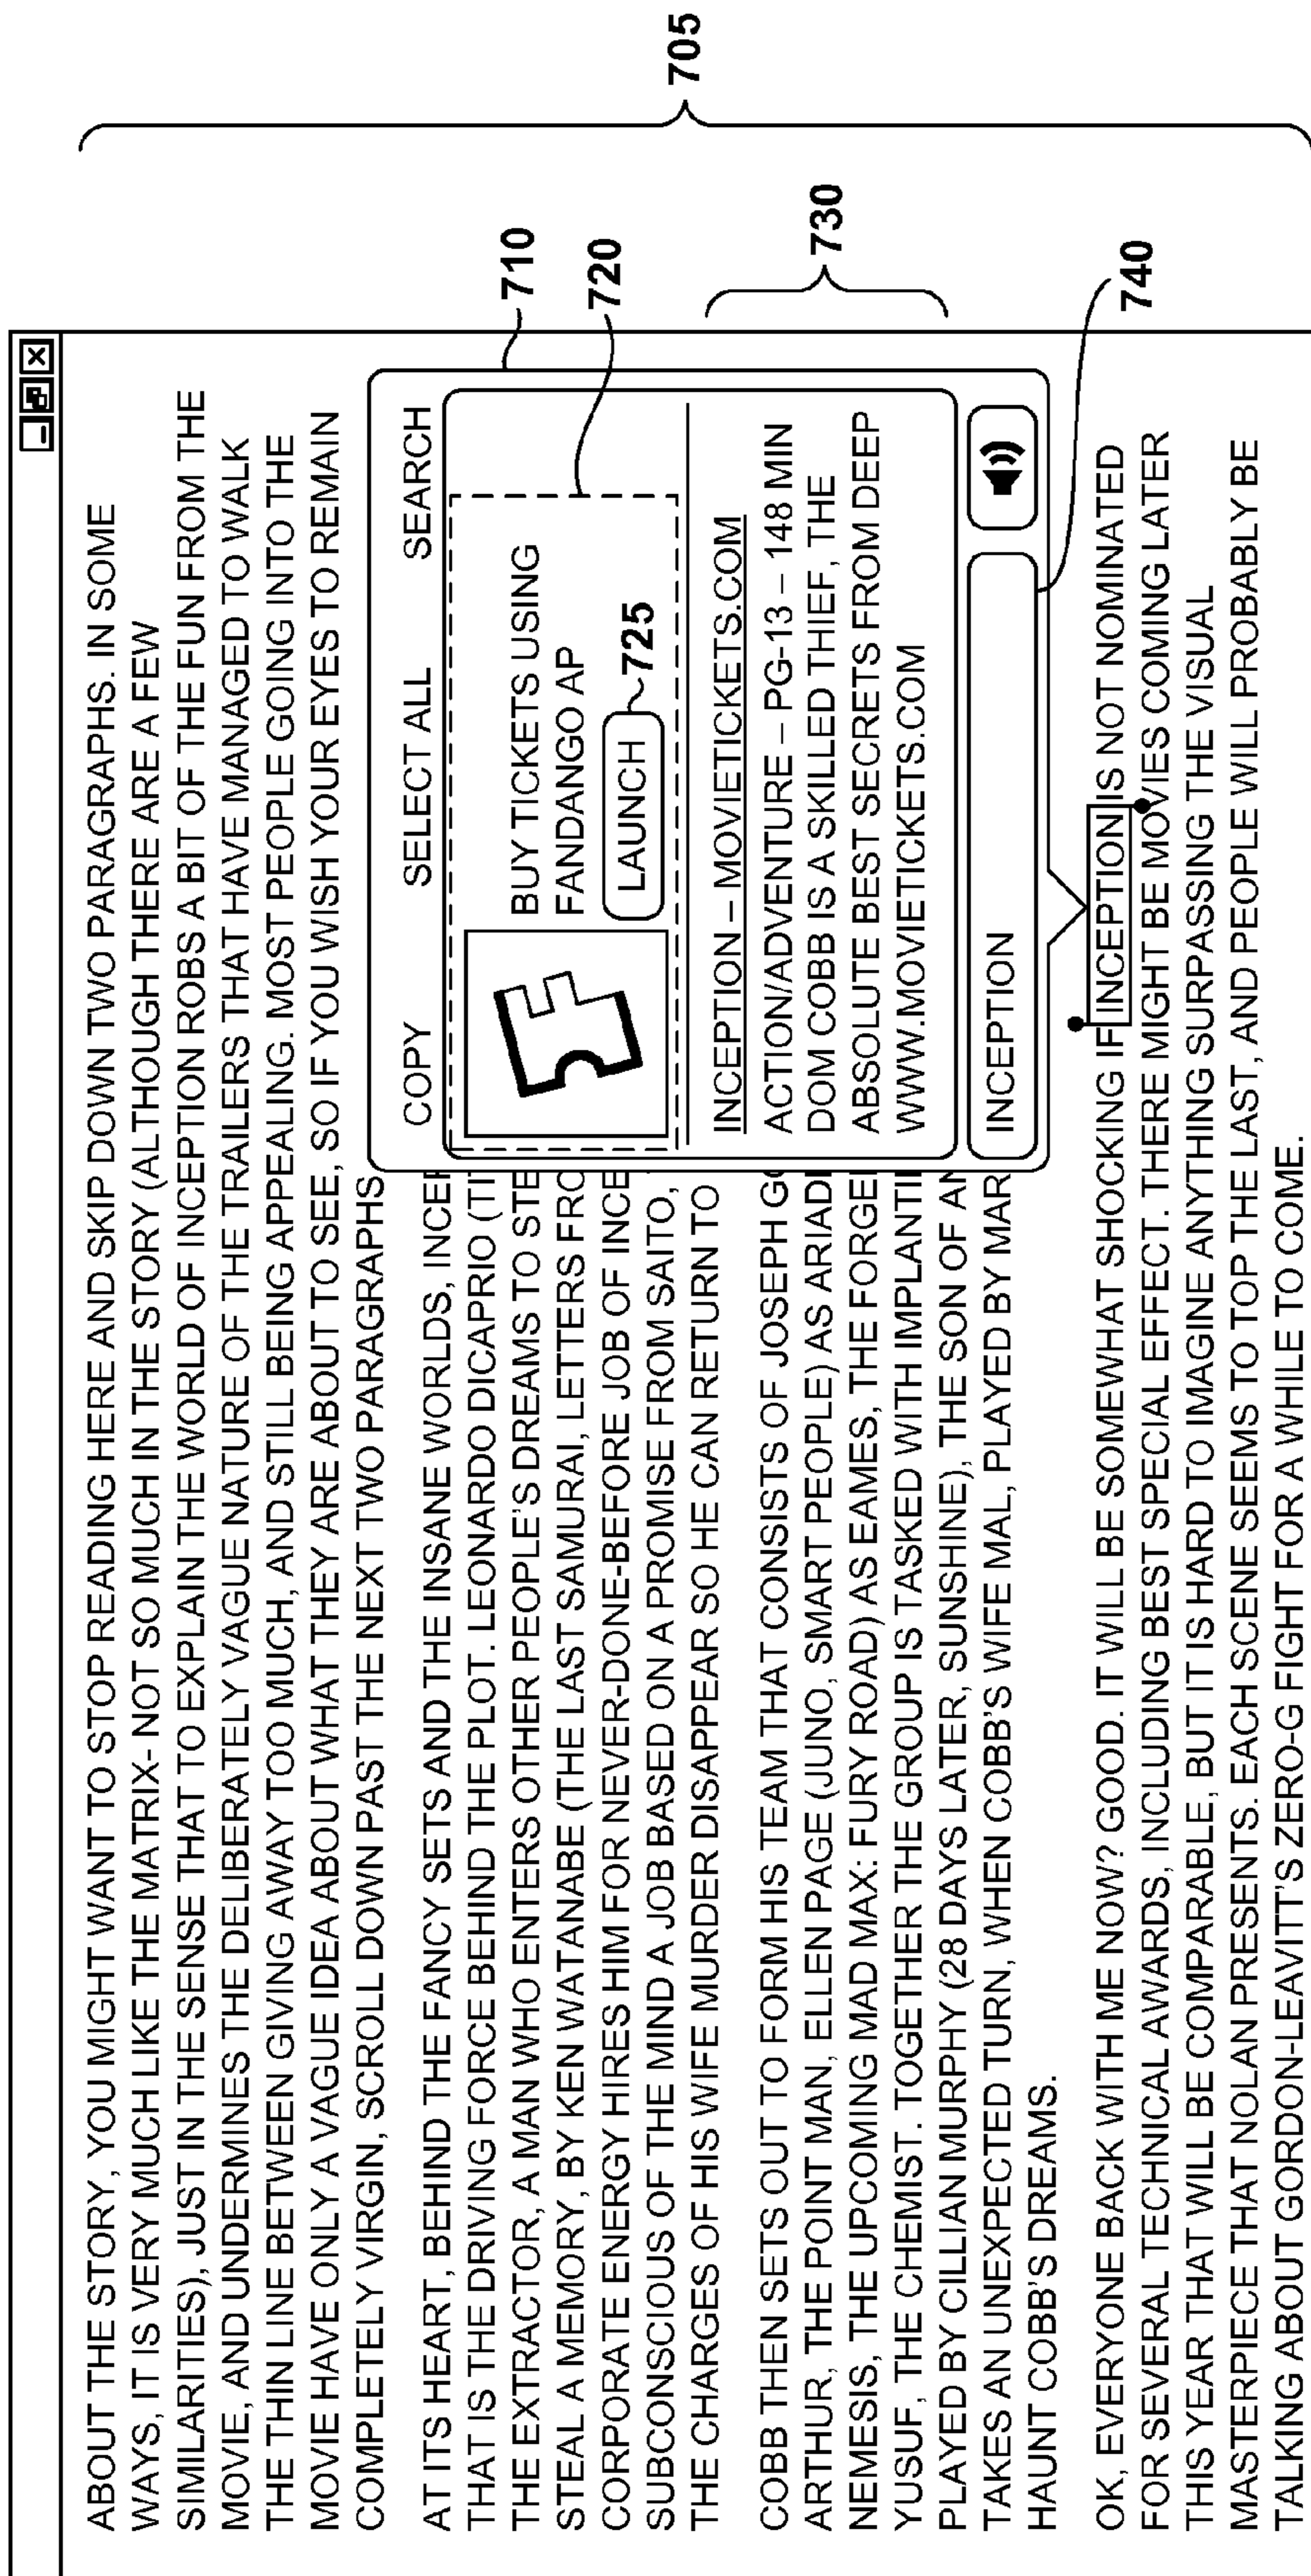 ABOUT THE STORY, YOU MIGHT WANT TO STOP READING HERE AND SKIP DOWN TWO PARAGRAPHS. IN SOME
WAYS, IT IS VERY MUCH LIKE THE MATRIX- NOT SO MUCH IN THE STORY (ALTHOUGH THERE ARE A FEW
SIMILARITIES), JUST IN THE SENSE THAT TO EXPLAIN THE WORLD OF INCEPTION ROBS A BIT OF THE FUN FROM THE
MOVIE, AND UNDERMINES THE DELIBERATELY VAGUE NATURE OF THE TRAILERS THAT HAVE MANAGED TO WALK
THE THIN LINE BETWEEN GIVING AWAY TOO MUCH, AND STILL BEING APPEALING. MOST PEOPLE GOING INTO THE
MOVIE HAVE ONLY A VAGUE IDEA ABOUT WHAT THEY ARE ABOUT TO SEE, SO IF YOU WISH YOUR EYES TO REMAIN
COMPLETELY VIRGIN, SCROLL DOWN PAST THE NEXT TWO PARAGRAPHS
AT ITS HEART, BEHIND THE FANCY SETS AND THE INSANE WORLDS, INCEP
THAT IS THE DRIVING FORCE BEHIND THE PLOT. LEONARDO DICAPRIO (TIT
THE EXTRACTOR, A MAN WHO ENTERS OTHER PEOPLE'S DREAMS TO STE
STEAL A MEMORY, BY KEN WATANABE (THE LAST SAMURAI, LETTERS FRO
CORPORATE ENERGY HIRES HIM FOR NEVER-DONE-BEFORE JOB OF INCE
SUBCONSCIOUS OF THE MIND A JOB BASED ON A PROMISE FROM SAITO,
THE CHARGES OF HIS WIFE MURDER DISAPPEAR SO HE CAN RETURN TO
COBB THEN SETS OUT TO FORM HIS TEAM THAT CONSISTS OF JOSEPH GO
ARTHUR, THE POINT MAN, ELLEN PAGE (JUNO, SMART PEOPLE) AS ARIADN
NEMESIS, THE UPCOMING MAD MAX: FURY ROAD) AS EAMES, THE FORGER
YUSUF, THE CHEMIST. TOGETHER THE GROUP IS TASKED WITH IMPLANTIN
PLAYED BY CILLIAN MURPHY (28 DAYS LATER, SUNSHINE), THE SON OF AN
TAKES AN UNEXPECTED TURN, WHEN COBB'S WIFE MAL, PLAYED BY MAR
HAUNT COBB'S DREAMS.
COPY SELECT ALL SEARCH
BUY TICKETS USING
FANDANGO AP
LAUNCH
INCEPTION – MOVIETICKETS.COM
ACTION/ADVENTURE – PG-13 – 148 MIN
DOM COBB IS A SKILLED THIEF, THE
ABSOLUTE BEST SECRETS FROM DEEP
WWW.MOVIETICKETS.COM
INCEPTION
OK, EVERYONE BACK WITH ME NOW? GOOD. IT WILL BE SOMEWHAT SHOCKING IF INCEPTION IS NOT NOMINATED
FOR SEVERAL TECHNICAL AWARDS, INCLUDING BEST SPECIAL EFFECT. THERE MIGHT BE MOVIES COMING LATER
THIS YEAR THAT WILL BE COMPARABLE, BUT IT IS HARD TO IMAGINE ANYTHING SURPASSING THE VISUAL
MASTERPIECE THAT NOLAN PRESENTS. EACH SCENE SEEMS TO TOP THE LAST, AND PEOPLE WILL PROBABLY BE
TALKING ABOUT GORDON-LEAVITT'S ZERO-G FIGHT FOR A WHILE TO COME.
705
710
720
725
730
740